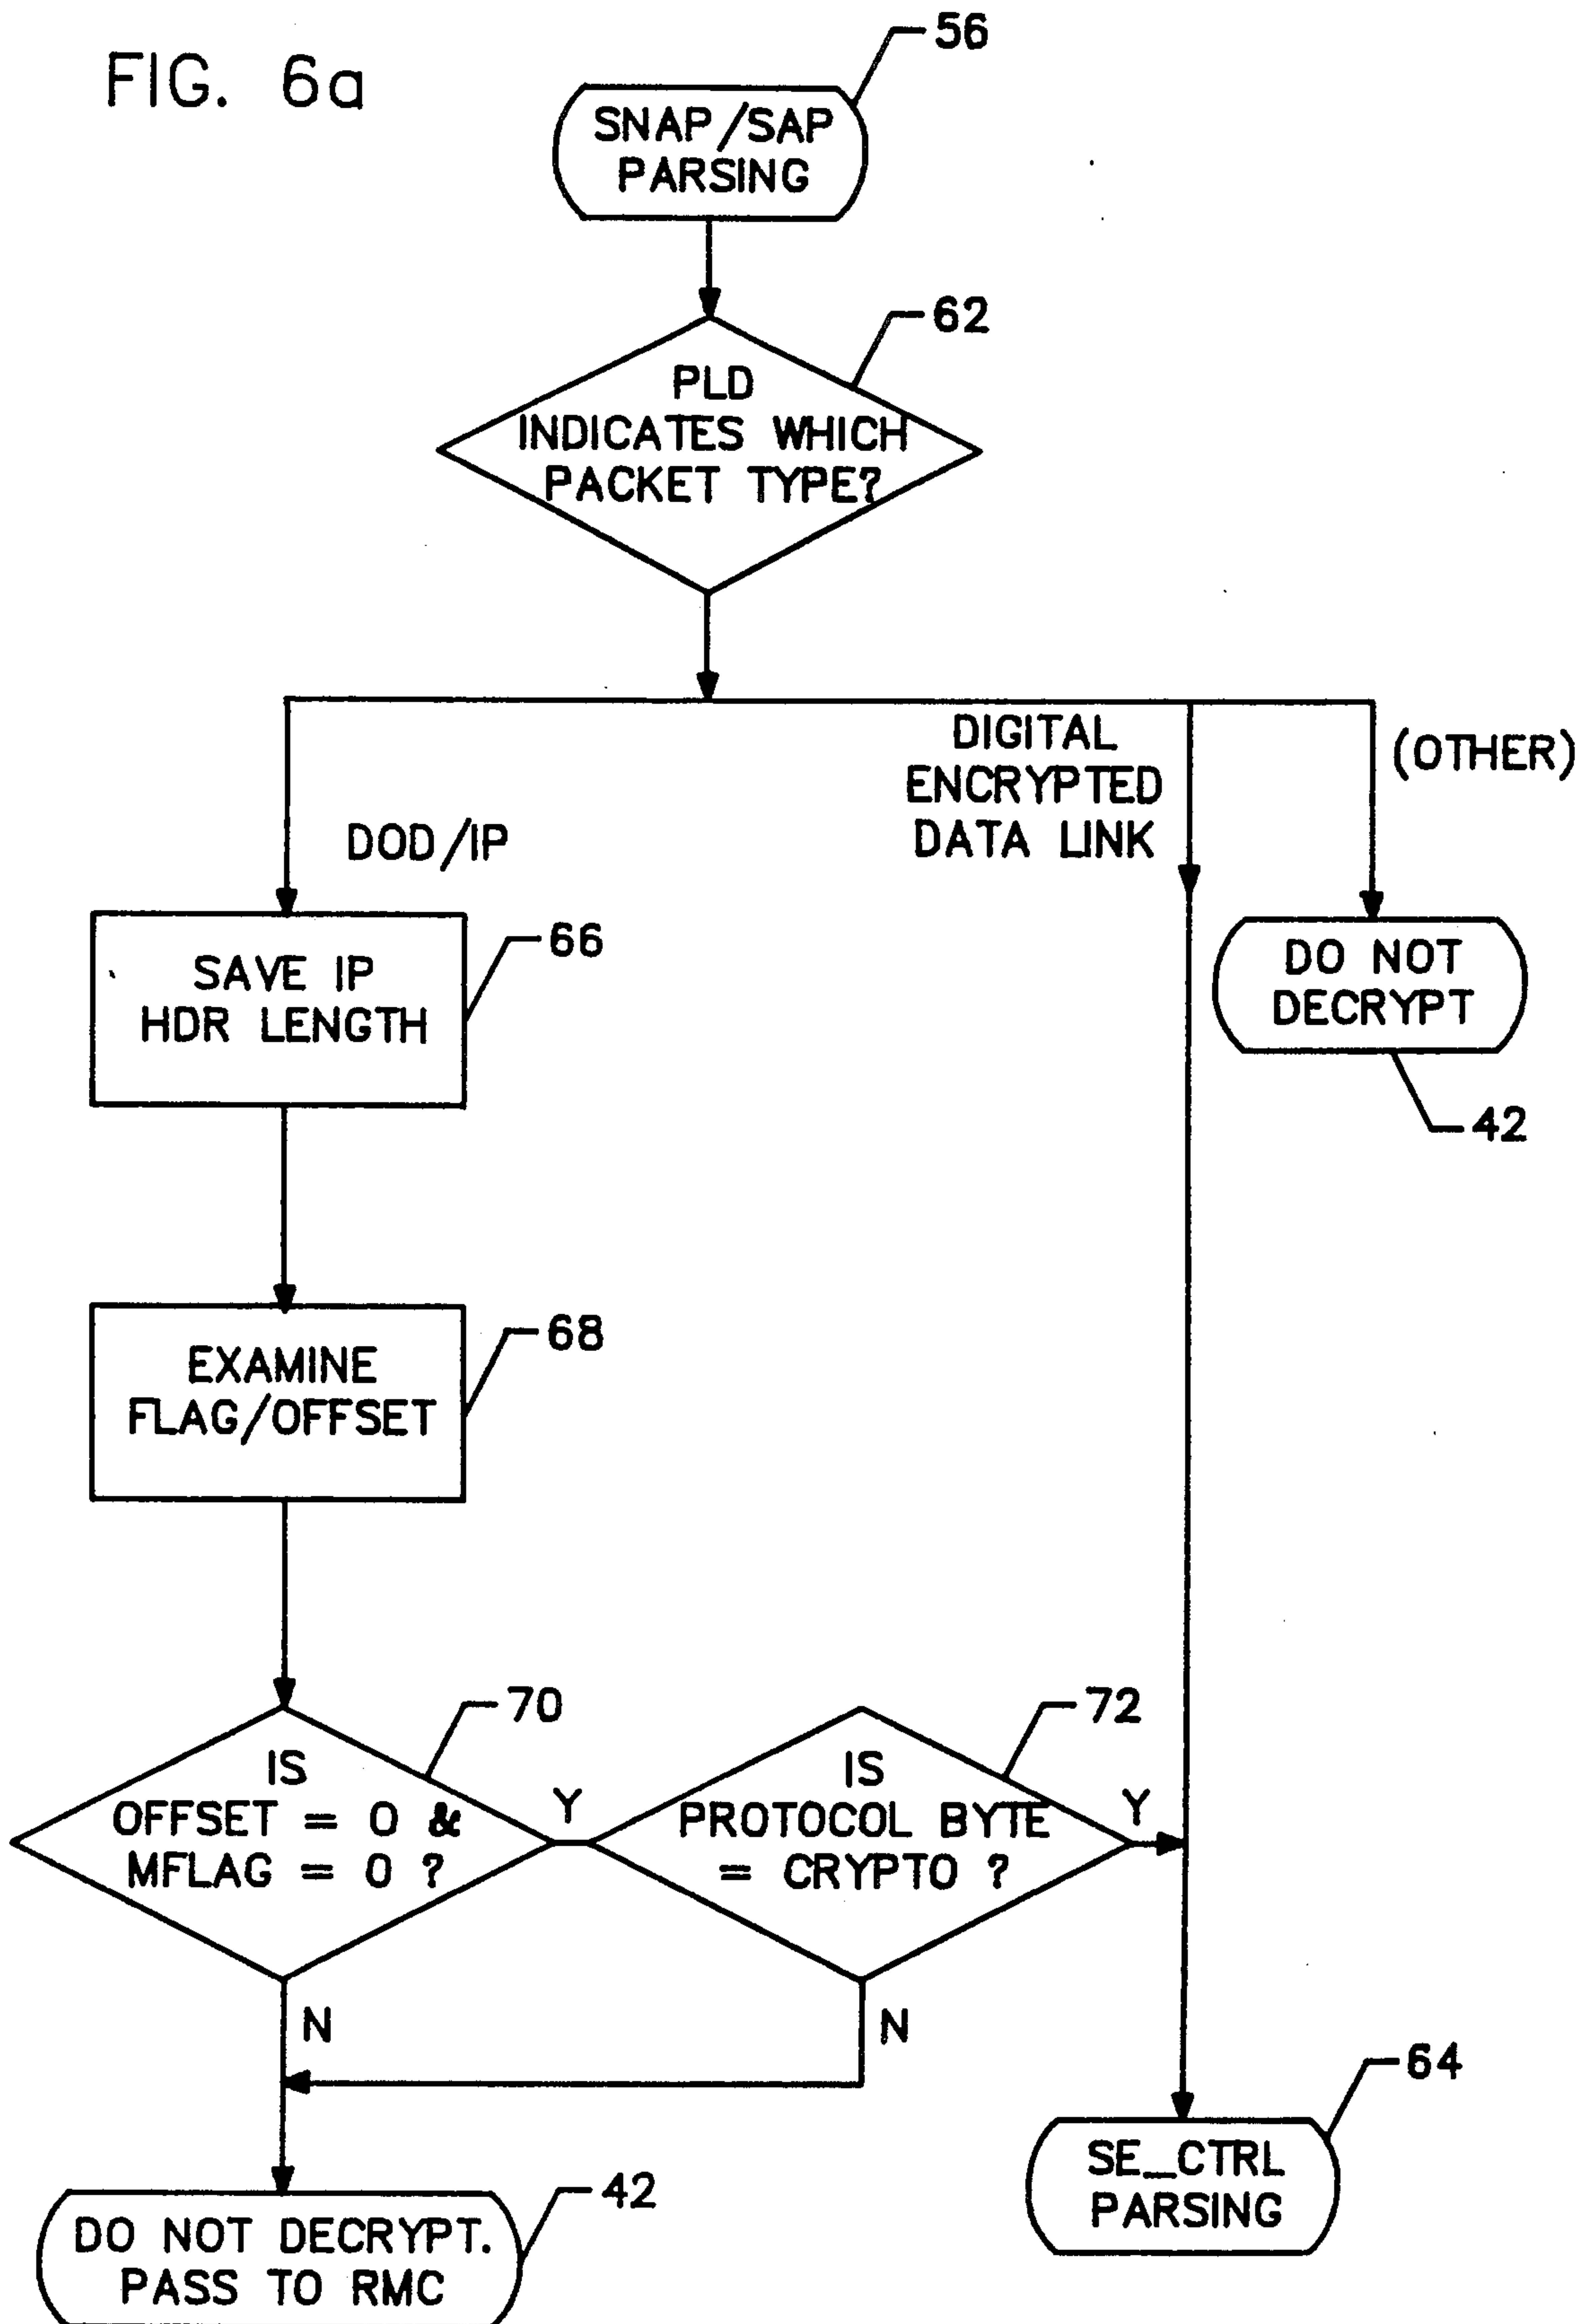 FIG. 6a
56
SNAP/SAP
PARSING
62
PLD
INDICATES WHICH
PACKET TYPE?
DIGITAL
ENCRYPTED
DATA LINK
(OTHER)
DOD/IP
66
SAVE IP
HDR LENGTH
DO NOT
DECRYPT
42
68
EXAMINE
FLAG/OFFSET
70
IS
OFFSET = 0 &
MFLAG = 0 ?
Y
72
IS
PROTOCOL BYTE
= CRYPTO ?
Y
N
N
64
SE_CTRL
PARSING
42
DO NOT DECRYPT.
PASS TO RMC